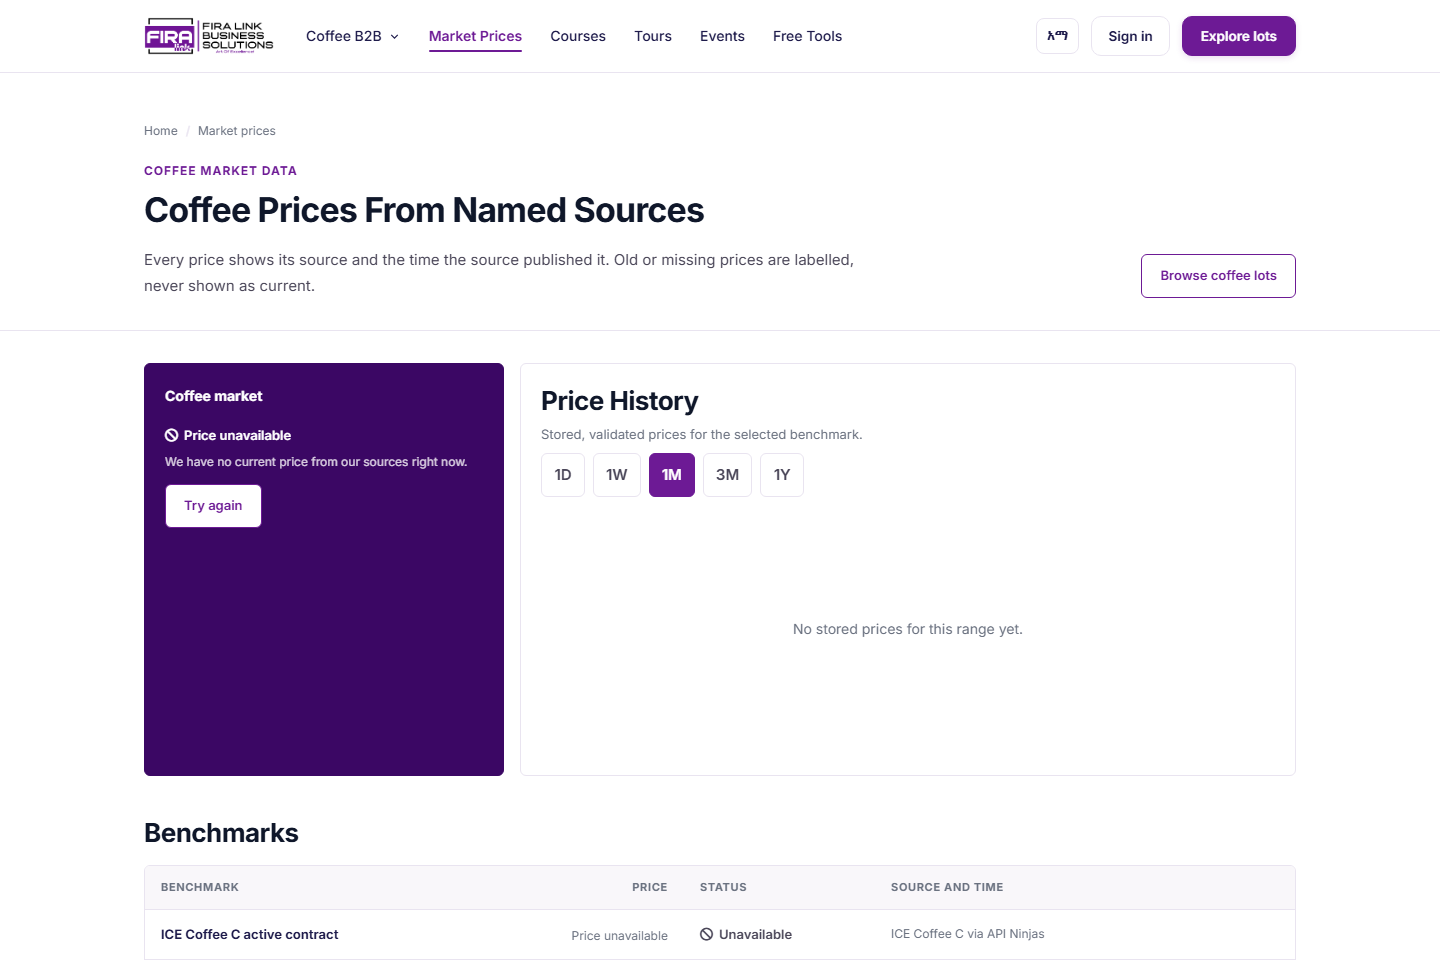 FIRA
link
FIRA LINK
BUSINESS
SOLUTIONS
Coffee B2B
Market Prices
Courses
Tours
Events
Free Tools
አማ
Sign in
Explore lots
Home / Market prices
COFFEE MARKET DATA
Coffee Prices From Named Sources
Every price shows its source and the time the source published it. Old or missing prices are labelled,
never shown as current.
Browse coffee lots
Coffee market
Price unavailable
We have no current price from our sources right now.
Try again
Price History
Stored, validated prices for the selected benchmark.
1D 1W 1M 3M 1Y
No stored prices for this range yet.
Benchmarks
BENCHMARK PRICE STATUS SOURCE AND TIME
ICE Coffee C active contract Price unavailable Unavailable ICE Coffee C via API Ninjas